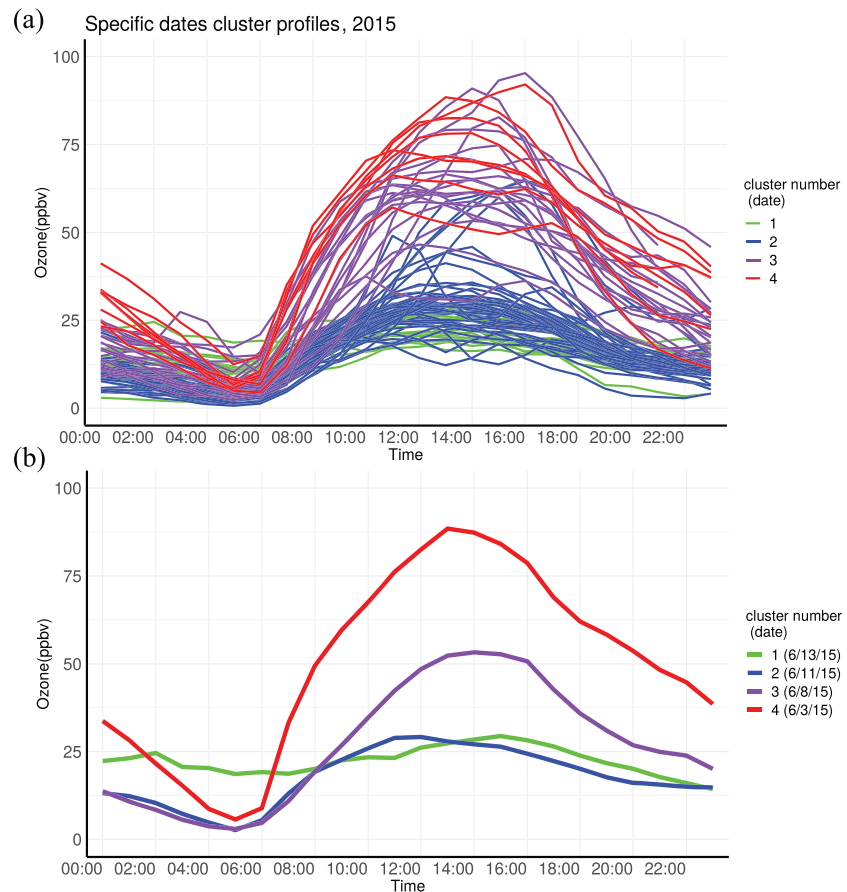 (a)
Specific dates cluster profiles, 2015
100
75
50
25
0
Ozone(ppbv)
00:00 02:00 04:00 06:00 08:00 10:00 12:00 14:00 16:00 18:00 20:00 22:00
Time
cluster number
(date)
1
2
3
4
(b)
100
75
50
25
0
Ozone(ppbv)
00:00 02:00 04:00 06:00 08:00 10:00 12:00 14:00 16:00 18:00 20:00 22:00
Time
cluster number
(date)
1 (6/13/15)
2 (6/11/15)
3 (6/8/15)
4 (6/3/15)